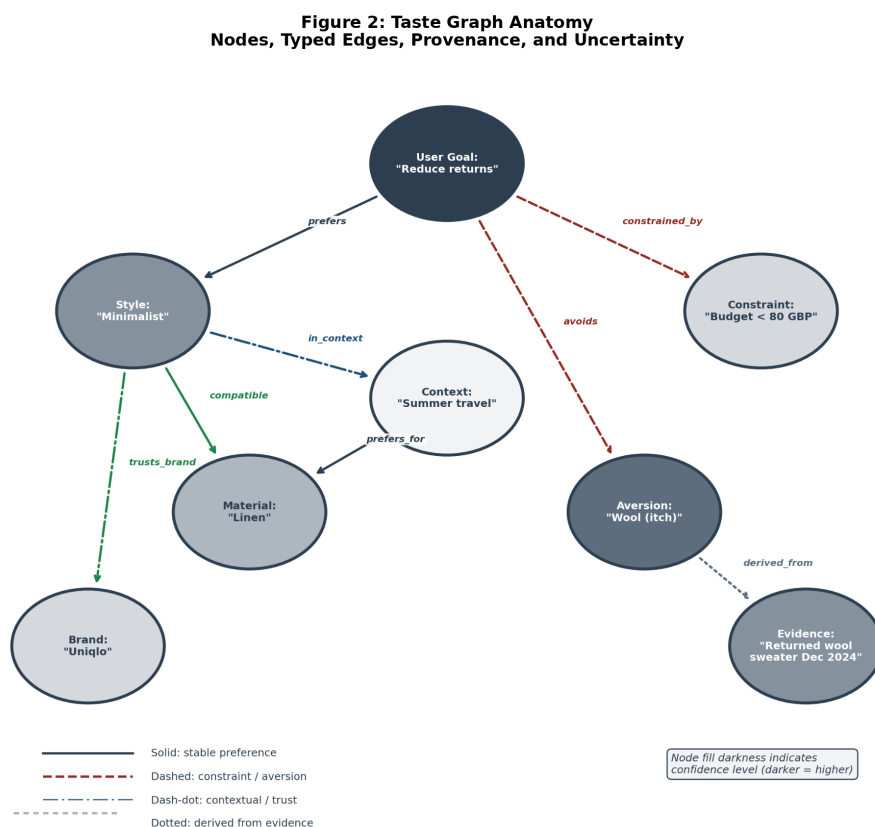 Figure 2: Taste Graph Anatomy
Nodes, Typed Edges, Provenance, and Uncertainty
User Goal:
"Reduce returns"
prefers
constrained_by
Style:
"Minimalist"
Constraint:
"Budget < 80 GBP"
avoids
in_context
Context:
"Summer travel"
compatible
prefers_for
trusts_brand
Material:
"Linen"
Aversion:
"Wool (itch)"
derived_from
Brand:
"Uniqlo"
Evidence:
"Returned wool
sweater Dec 2024"
Solid: stable preference
Dashed: constraint / aversion
Dash-dot: contextual / trust
Dotted: derived from evidence
Node fill darkness indicates
confidence level (darker = higher)